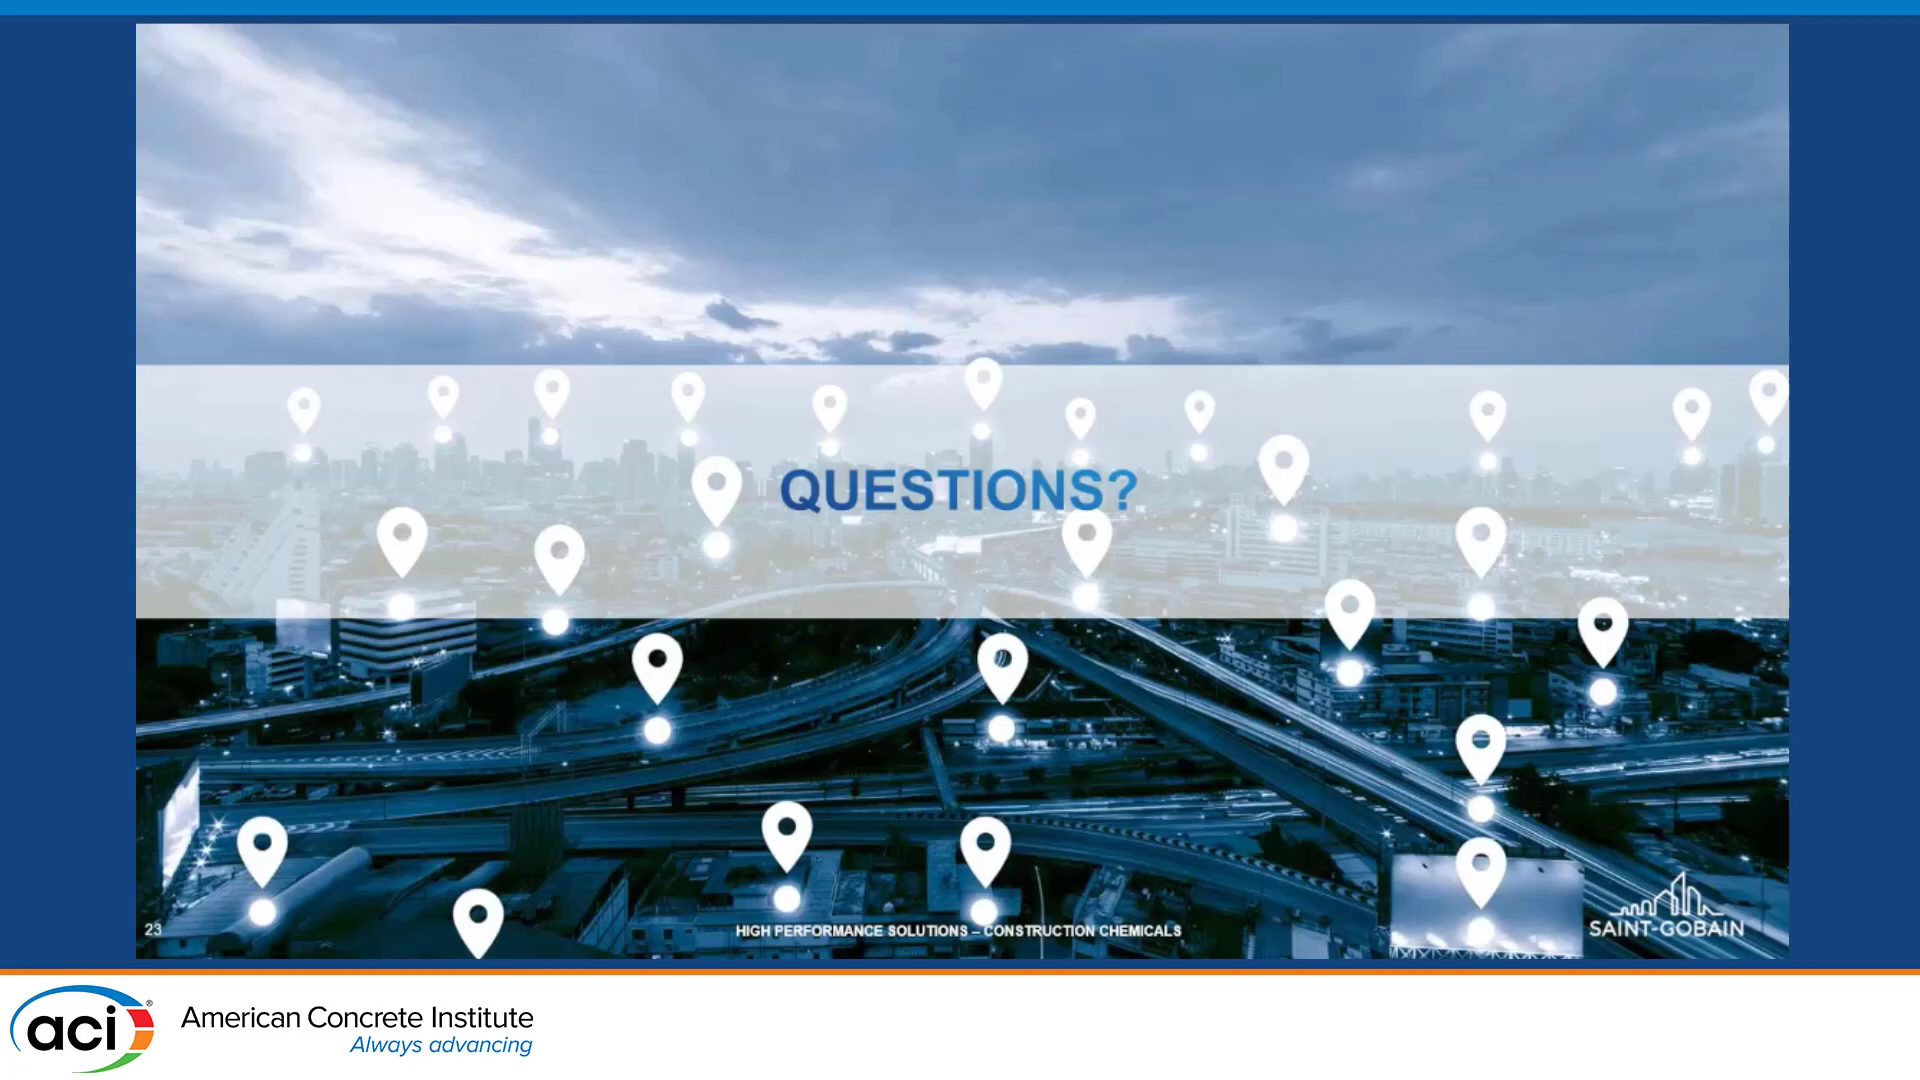 QUESTIONS?
23
HIGH PERFORMANCE SOLUTIONS – CONSTRUCTION CHEMICALS
SAINT-GOBAIN
aci®
American Concrete Institute
Always advancing